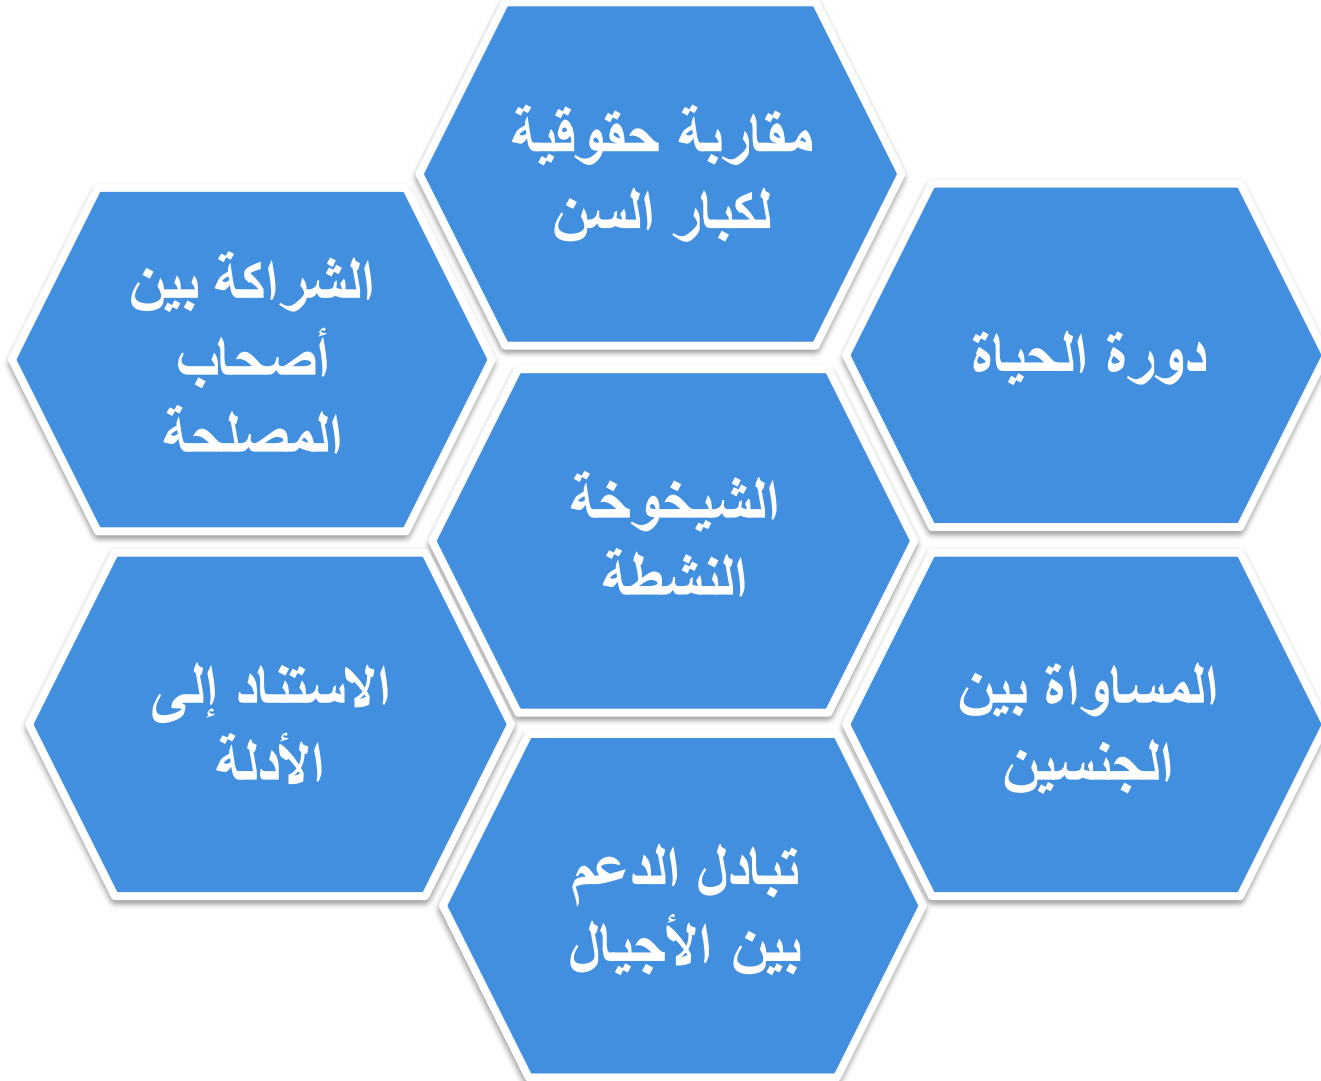 مقاربة حقوقية
لكبار السن
دورة الحياة
الشراكة بين
أصحاب
المصلحة
الشيخوخة
النشطة
المساواة بين
الجنسين
الاستناد إلى
الأدلة
تبادل الدعم
بين الأجيال